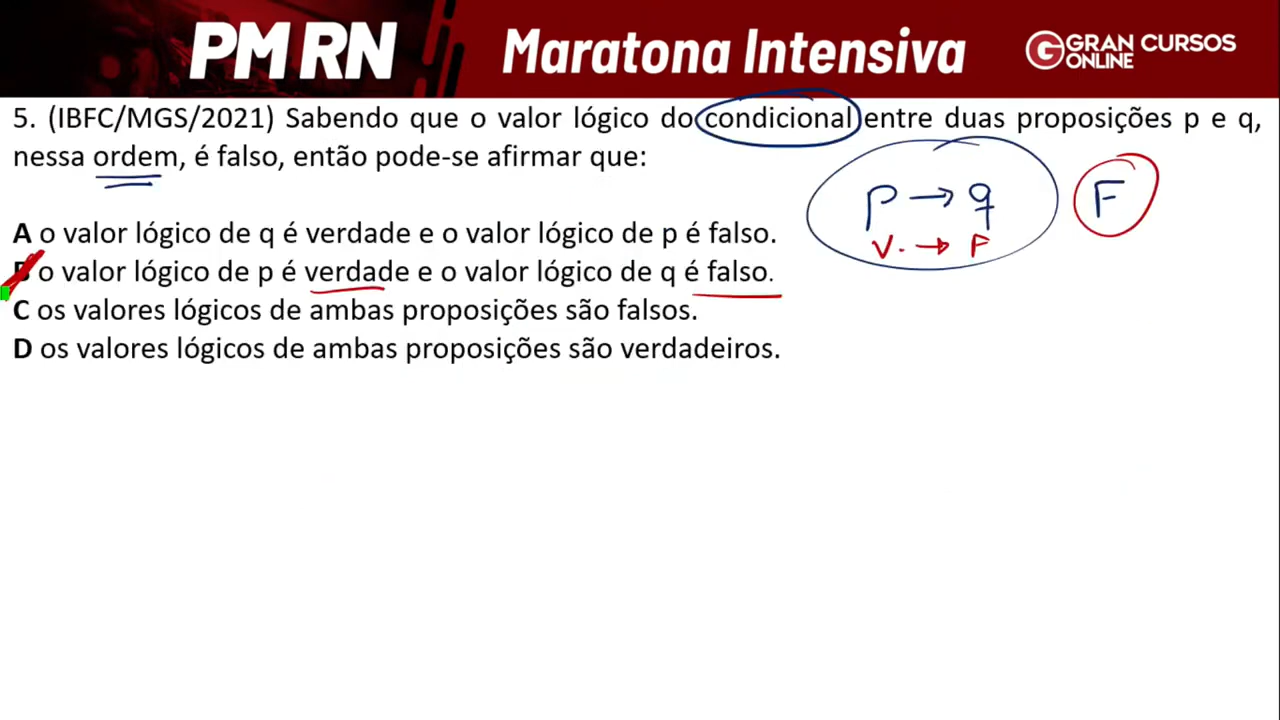 PM RN Maratona Intensiva GRAN CURSOS
ONLINE
5. (IBFC/MGS/2021) Sabendo que o valor lógico do condicional entre duas proposições p e q,
nessa ordem, é falso, então pode-se afirmar que:
p → q F
V. → F
A o valor lógico de q é verdade e o valor lógico de p é falso.
B o valor lógico de p é verdade e o valor lógico de q é falso.
C os valores lógicos de ambas proposições são falsos.
D os valores lógicos de ambas proposições são verdadeiros.